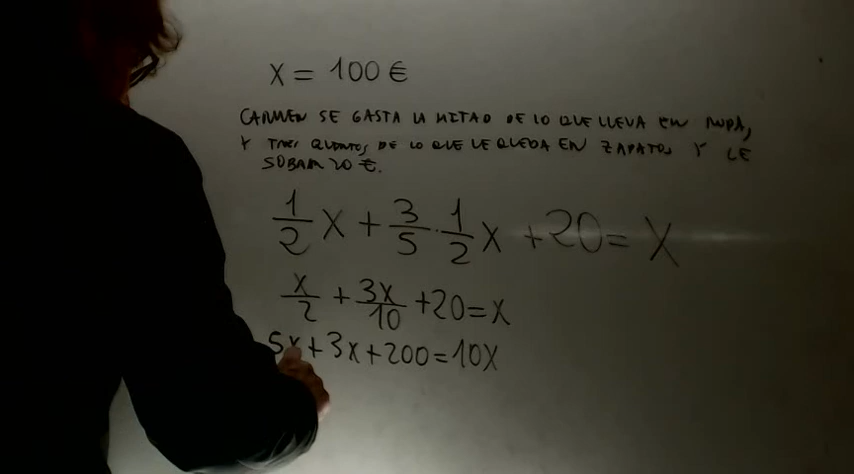 x = 100 €
CARMEN SE GASTA LA MITAD DE LO QUE LLEVA EN ROPA,
Y TRES QUINTOS DE LO QUE LE QUEDA EN ZAPATOS Y LE
SOBRAN 20 €.
1/2 x + 3/5 · 1/2 x + 20 = x
x/2 + 3x/10 + 20 = x
5x + 3x + 200 = 10x